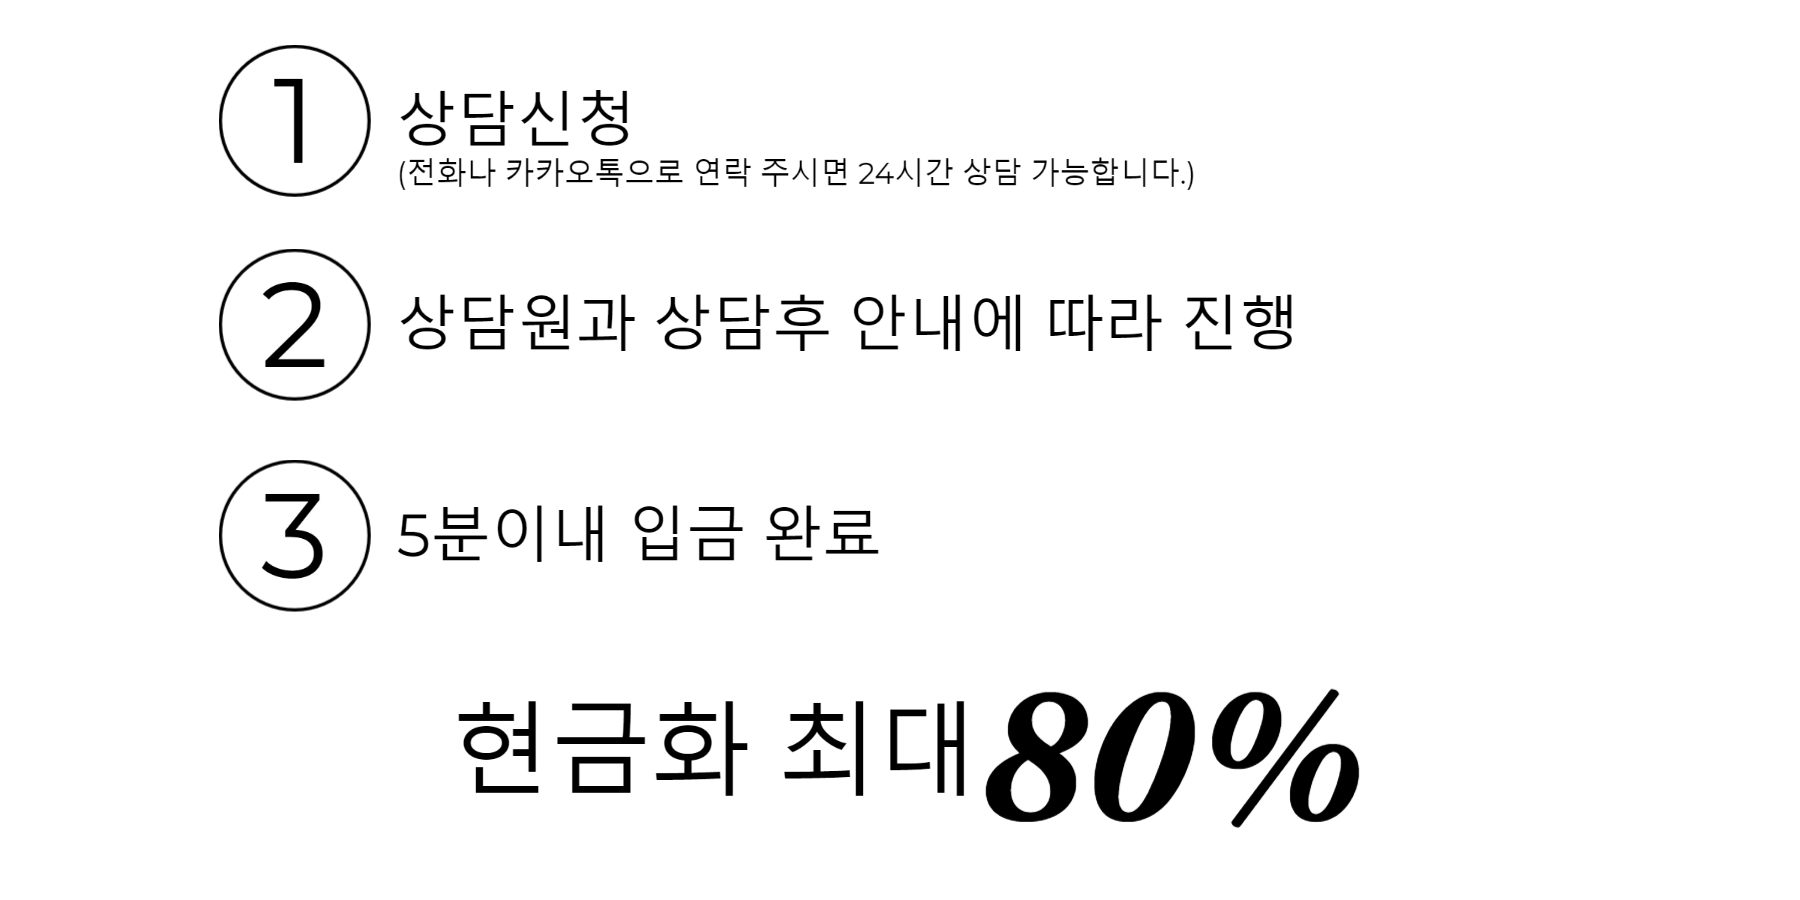 1
상담신청
(전화나 카카오톡으로 연락 주시면 24시간 상담 가능합니다.)
2
상담원과 상담후 안내에 따라 진행
3
5분이내 입금 완료
현금화 최대 80%